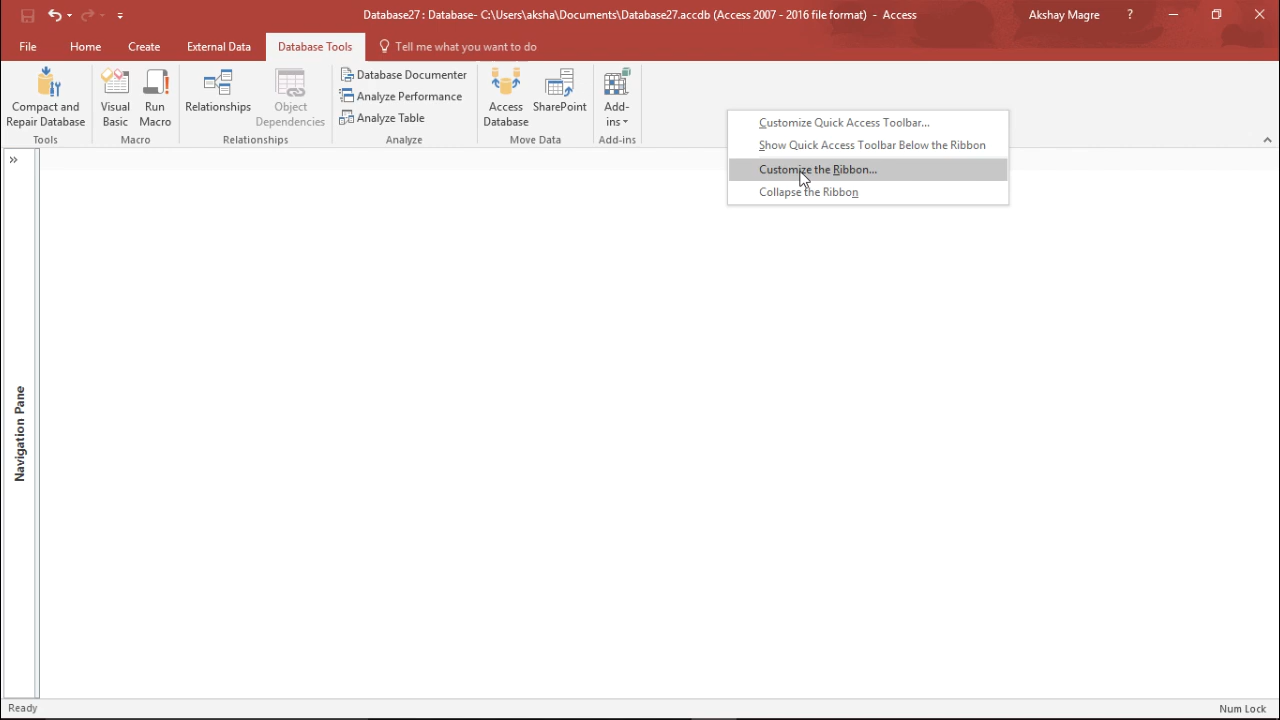 Database27 : Database- C:\Users\aksha\Documents\Database27.accdb (Access 2007 - 2016 file format) - Access
Akshay Magre
?
File
Home
Create
External Data
Database Tools
Tell me what you want to do
Compact and
Repair Database
Tools
Visual
Basic
Run
Macro
Macro
Relationships
Object
Dependencies
Relationships
Database Documenter
Analyze Performance
Analyze Table
Analyze
Access
Database
SharePoint
Move Data
Add-
ins
Add-ins
Customize Quick Access Toolbar...
Show Quick Access Toolbar Below the Ribbon
Customize the Ribbon...
Collapse the Ribbon
»
Navigation Pane
Ready
Num Lock